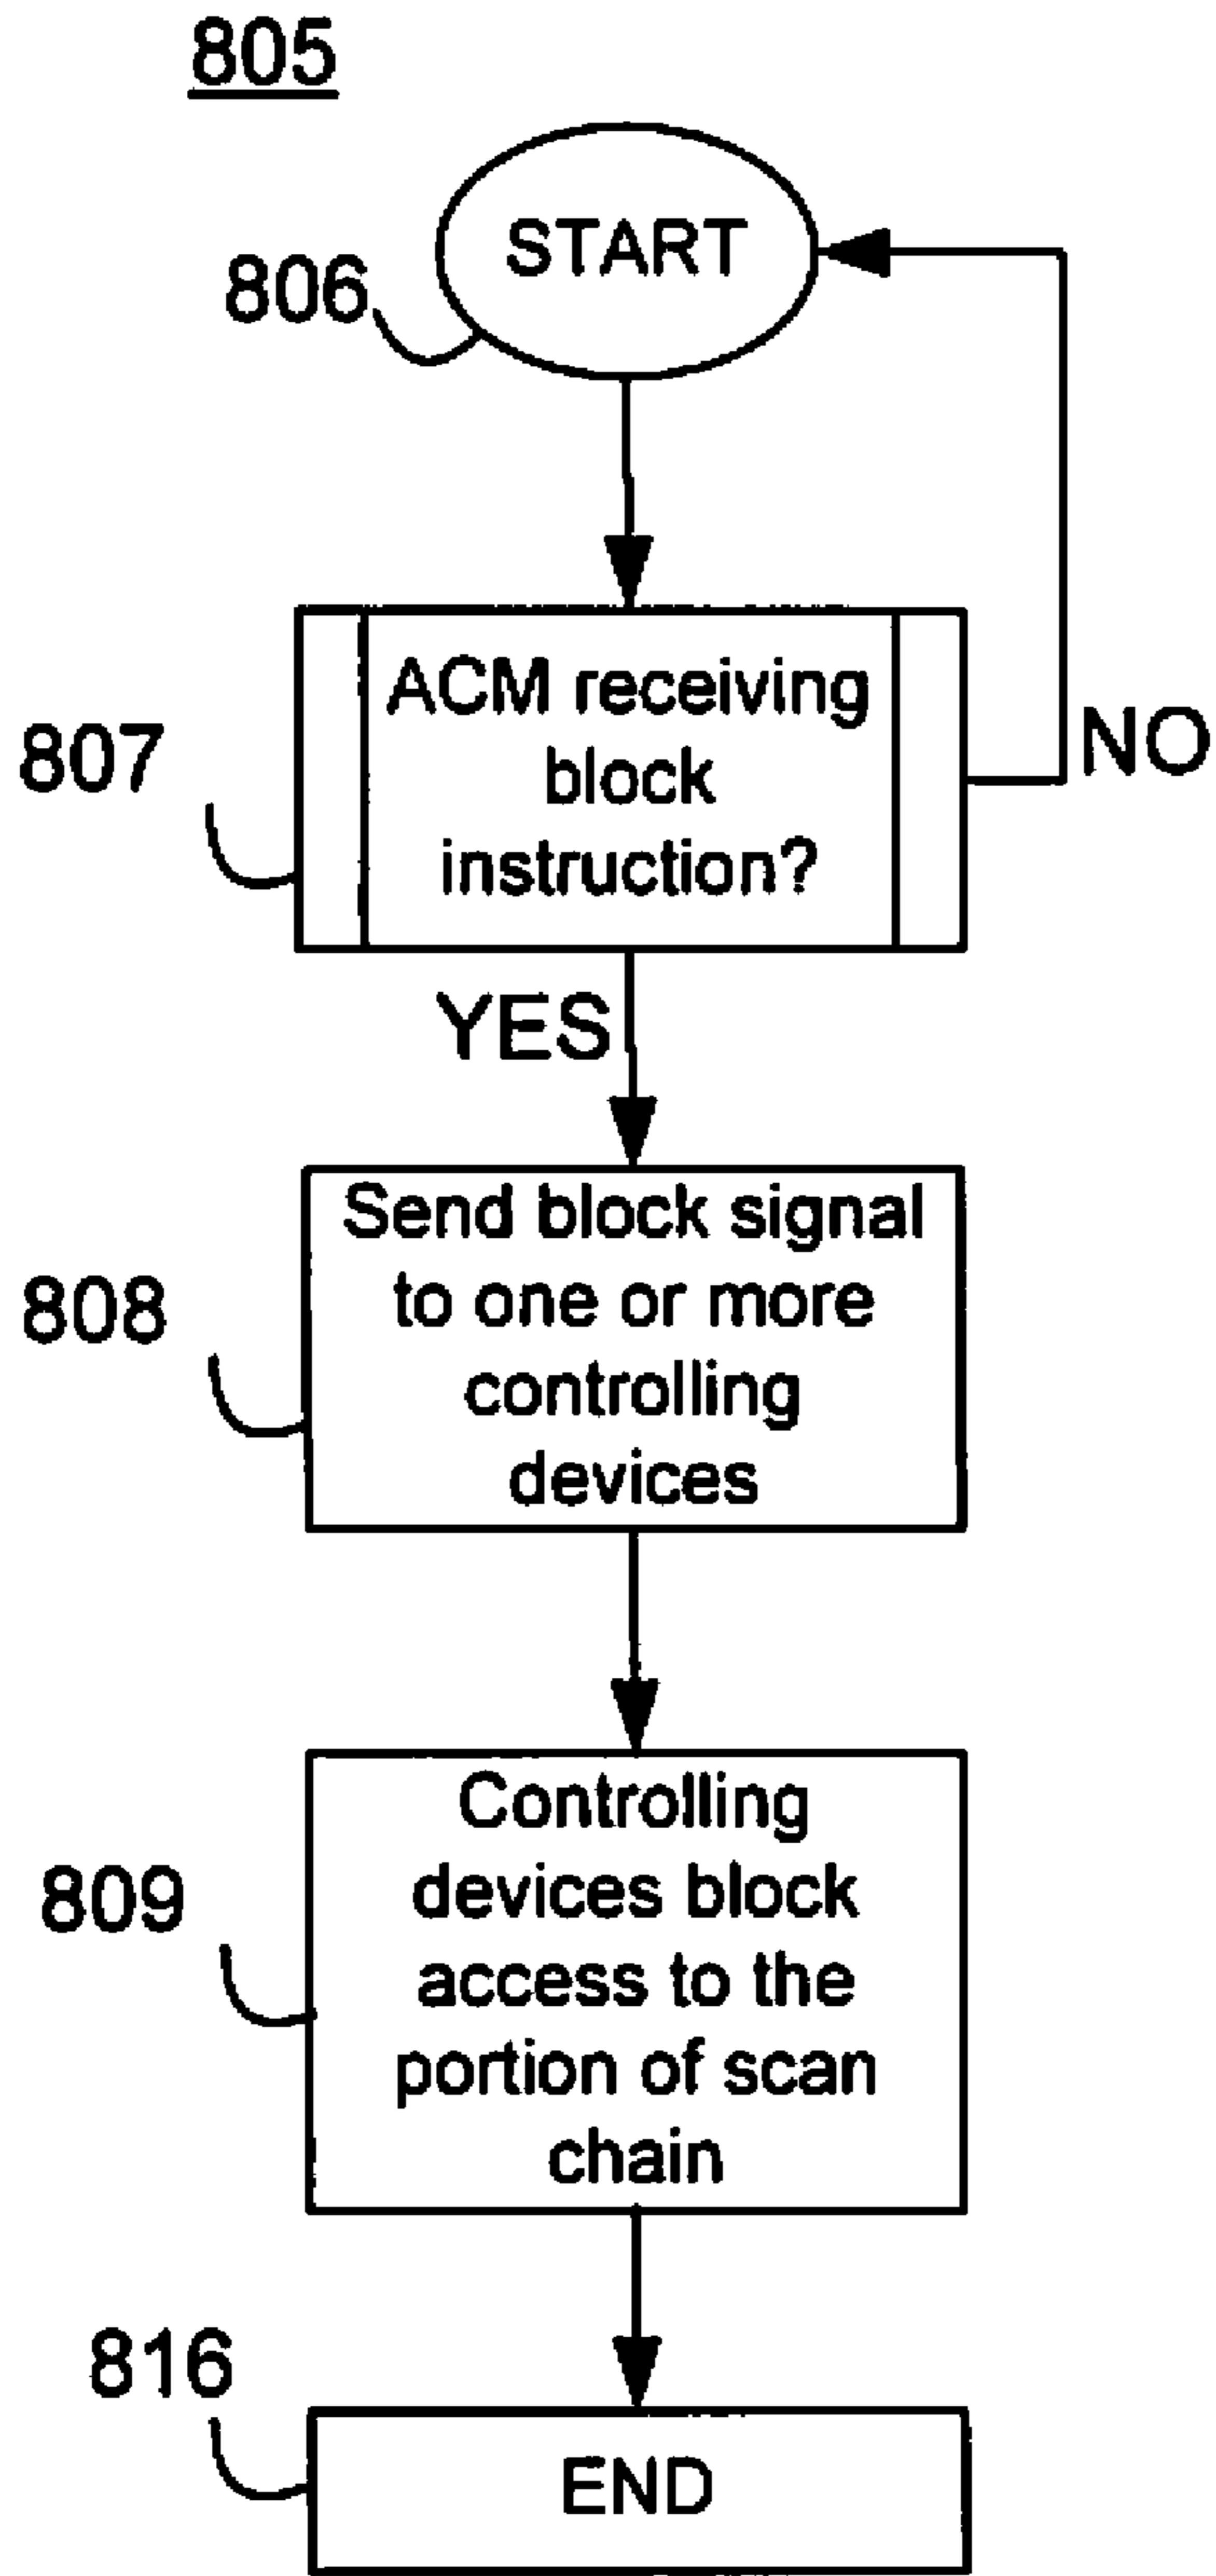 805
START
806
ACM receiving
block
instruction?
807
NO
YES
Send block signal
to one or more
controlling
devices
808
Controlling
devices block
access to the
portion of scan
chain
809
816
END